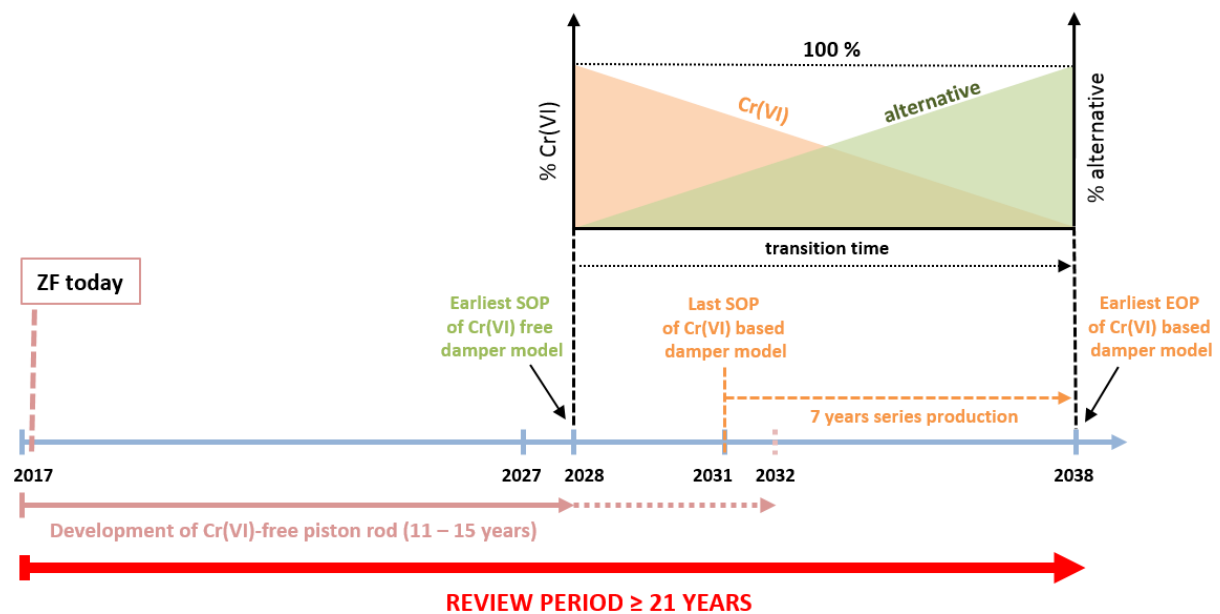 100 %
Cr(VI)
alternative
% Cr(VI)
% alternative
transition time
ZF today
Earliest SOP
of Cr(VI) free
damper model
Last SOP
of Cr(VI) based
damper model
Earliest EOP
of Cr(VI) based
damper model
7 years series production
2017
2027
2028
2031
2032
2038
Development of Cr(VI)-free piston rod (11 – 15 years)
REVIEW PERIOD ≥ 21 YEARS